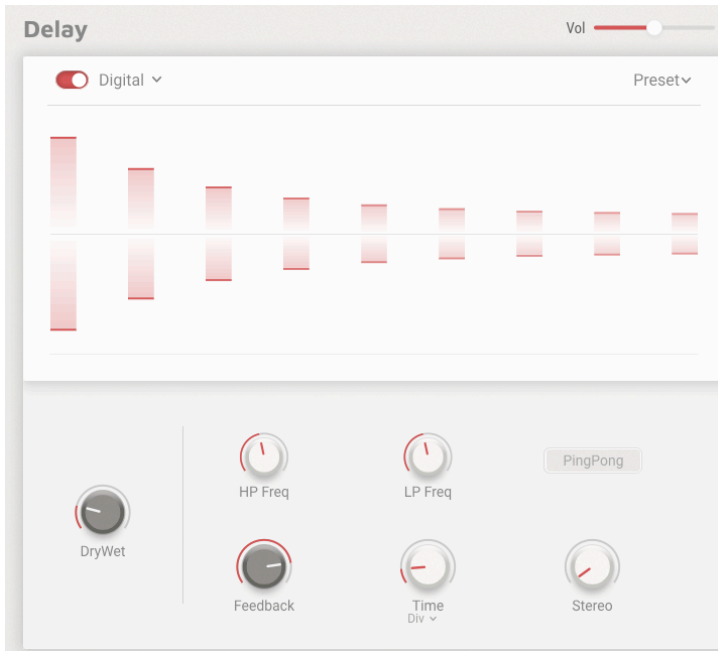 Delay
Vol
Digital
Preset
HP Freq
LP Freq
PingPong
DryWet
Feedback
Time
Div
Stereo